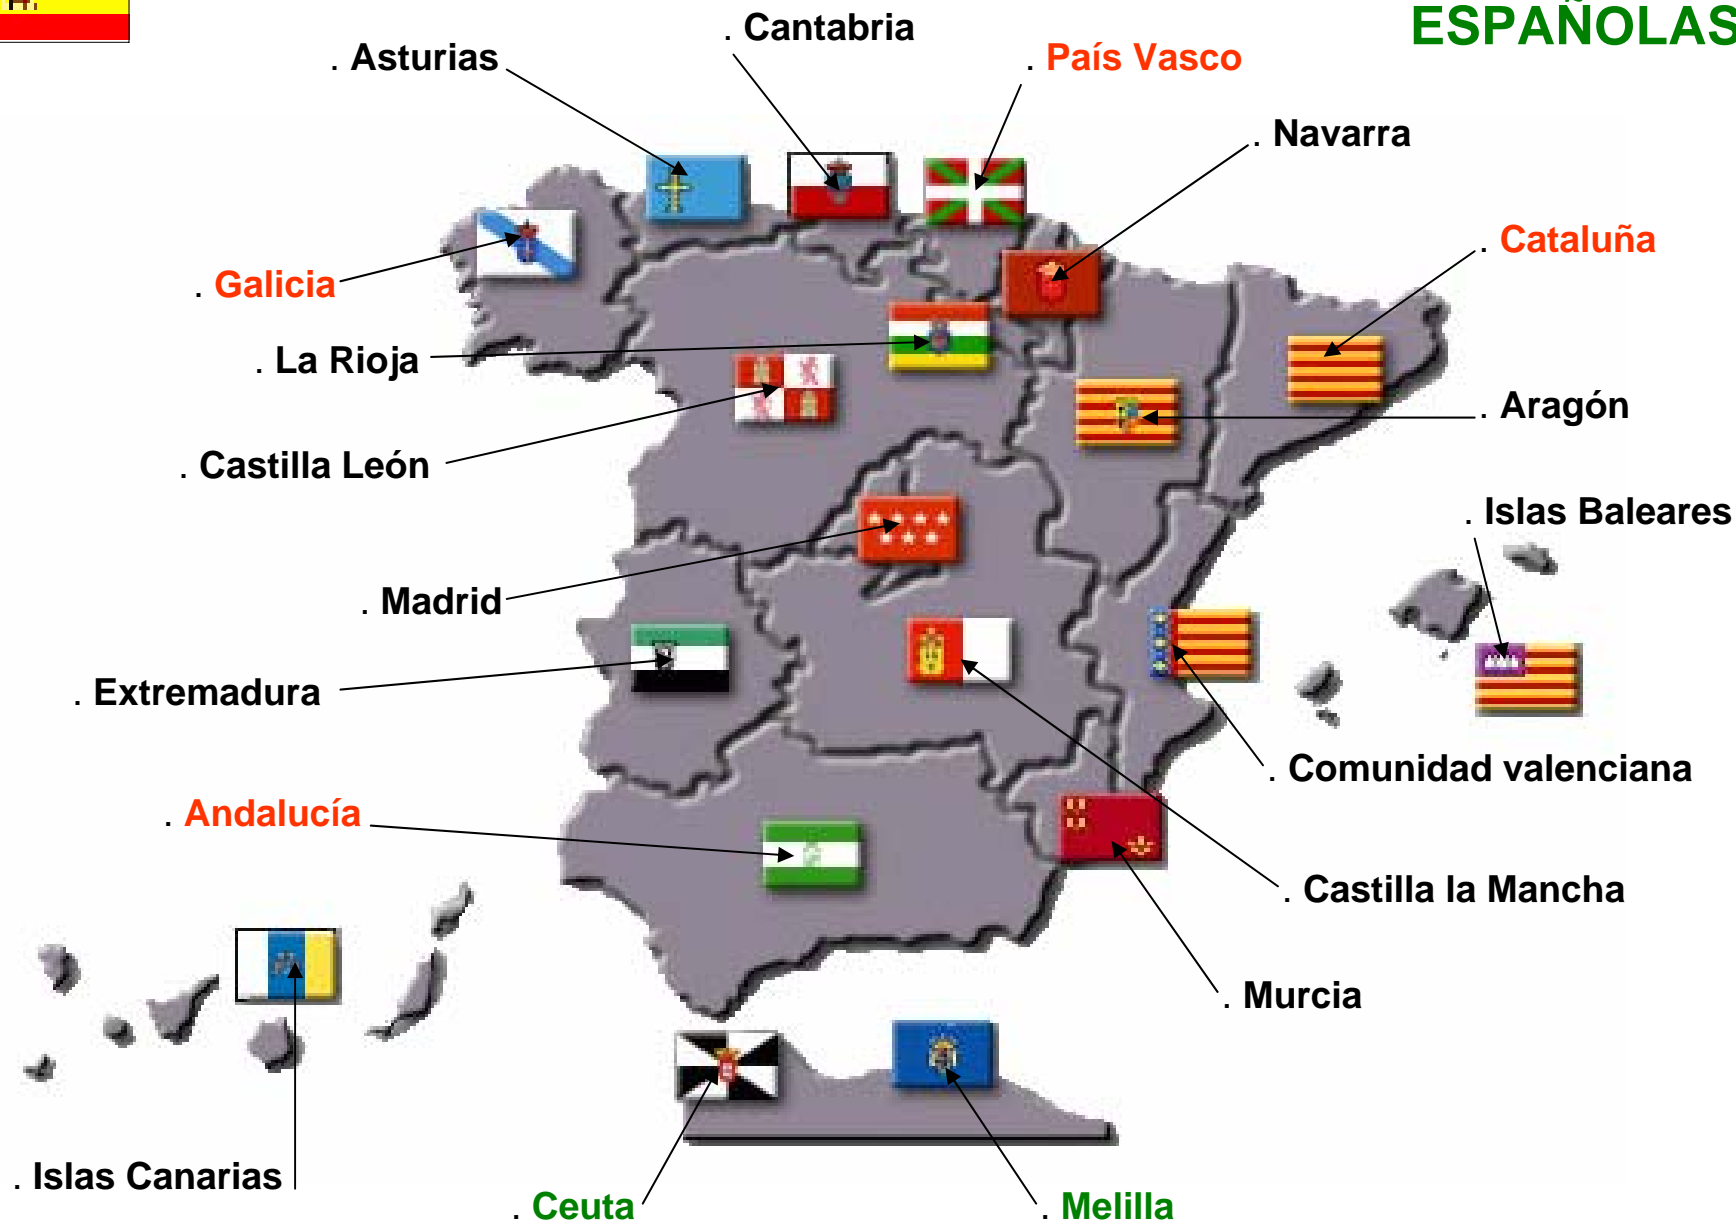 ESPAÑOLAS
. Cantabria
. Asturias
. País Vasco
. Navarra
. Cataluña
. Galicia
. La Rioja
. Aragón
. Castilla León
. Islas Baleares
. Madrid
. Extremadura
. Comunidad valenciana
. Andalucía
. Castilla la Mancha
. Murcia
. Islas Canarias
. Ceuta
. Melilla